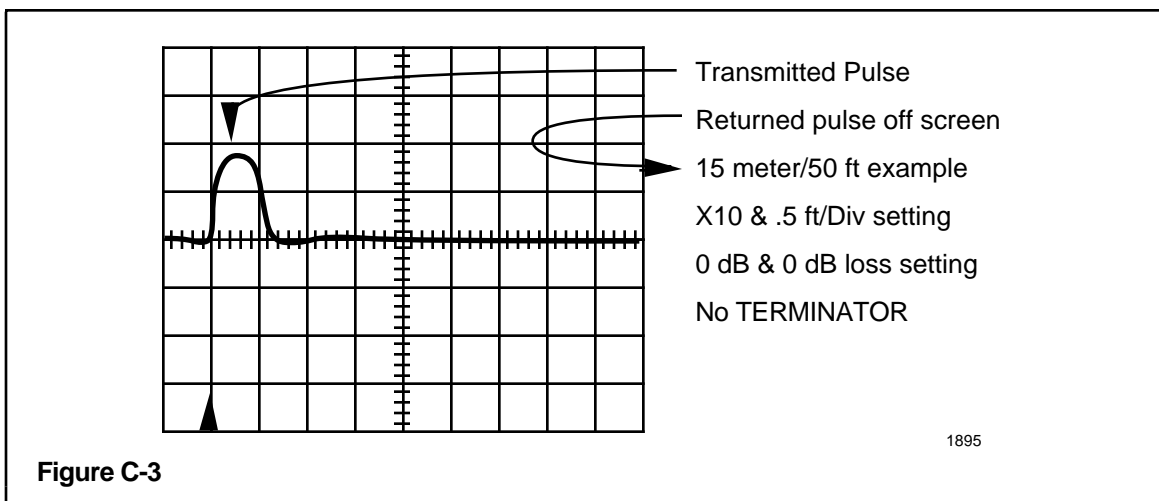 Transmitted Pulse
Returned pulse off screen
15 meter/50 ft example
X10 & .5 ft/Div setting
0 dB & 0 dB loss setting
No TERMINATOR
1895
Figure C-3